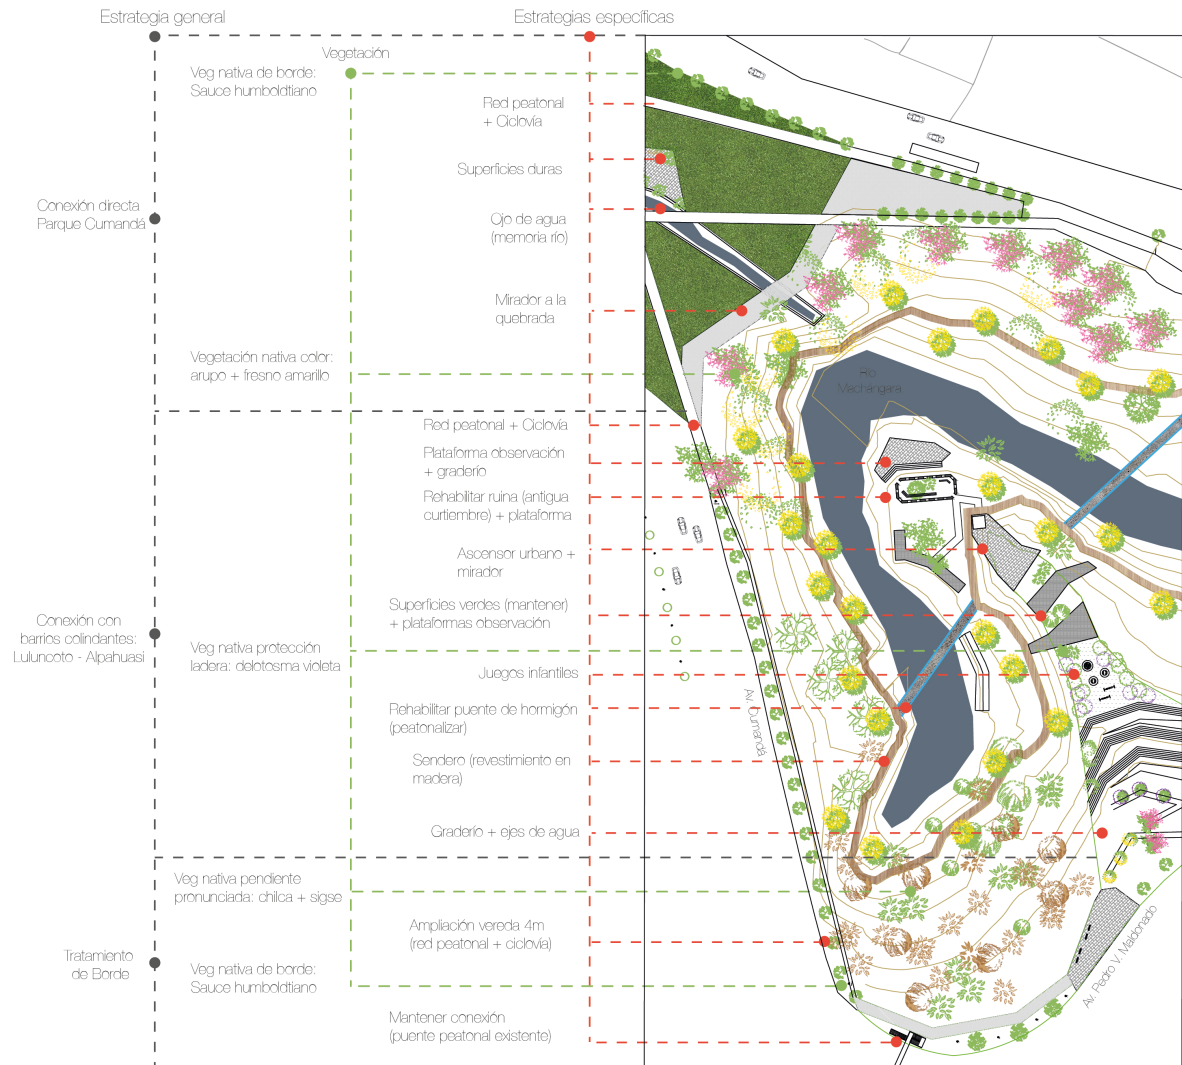 Estrategia general
Estrategias específicas
Vegetación
Veg nativa de borde:
Sauce humboldtiano
Red peatonal
+ Ciclovía
Superficies duras
Conexión directa
Parque Cumandá
Ojo de agua
(memoria río)
Mirador a la
quebrada
Vegetación nativa color:
arupo + fresno amarillo
Río
Machángara
Red peatonal + Ciclovía
Plataforma observación
+ graderío
Rehabilitar ruina (antigua
curtiembre) + plataforma
Ascensor urbano +
mirador
Superficies verdes (mantener)
+ plataformas observación
Conexión con
barrios colindantes:
Luluncoto - Alpahuasi
Veg nativa protección
ladera: delotosma violeta
Juegos infantiles
Rehabilitar puente de hormigón
(peatonalizar)
Av. Cumandá
Sendero (revestimiento en
madera)
Graderío + ejes de agua
Veg nativa pendiente
pronunciada: chilca + sigse
Ampliación vereda 4m
(red peatonal + ciclovía)
Tratamiento
de Borde
Veg nativa de borde:
Sauce humboldtiano
Av. Pedro V. Maldonado
Mantener conexión
(puente peatonal existente)